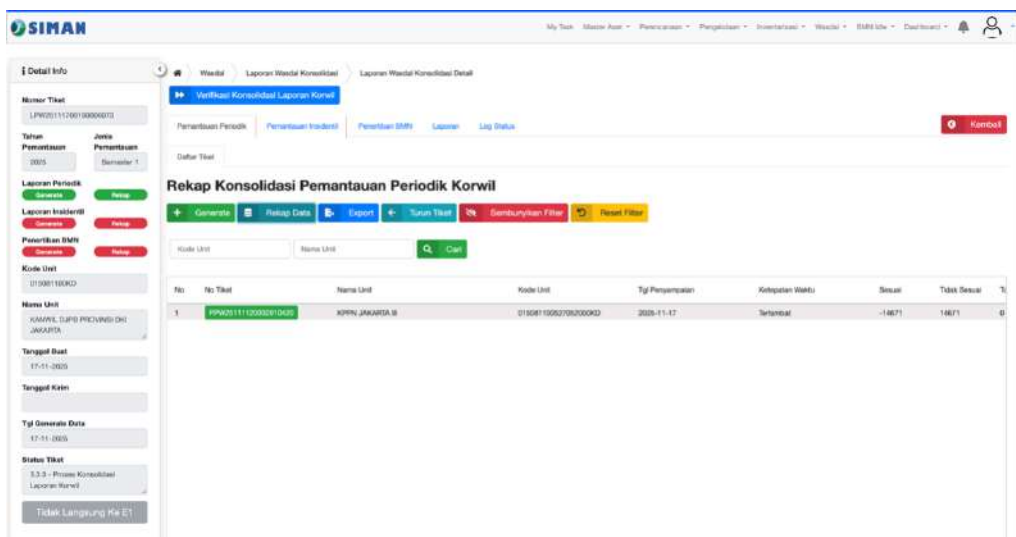 SIMAN
My Task Master Aset Perencanaan Pengelolaan Inventarisasi Wasdal BMN Idle Dashboard
i Detail Info
Wasdal Laporan Wasdal Konsolidasi Laporan Wasdal Konsolidasi Detail
Verifikasi Konsolidasi Laporan Korwil
Nomor Tiket
Pemantauan Periodik Pemantauan Insidentil Penertiban BMN Laporan Log Status
Kembali
Tahun Pemantauan
Jenis Pemantauan
2025
Semester 1
Daftar Tiket
Laporan Periodik
Generate Rekap
Laporan Insidentil
Generate Rekap
Penertiban BMN
Generate Rekap
Rekap Konsolidasi Pemantauan Periodik Korwil
Generate Rekap Data Export Turun Tiket Sembunyikan Filter Reset Filter
Kode Unit Nama Unit Cari
Kode Unit
015081100KD
Nama Unit
KANWIL DJPB PROVINSI DKI JAKARTA
No No Tiket Nama Unit Kode Unit Tgl Penyampaian Ketepatan Waktu Sesuai Tidak Sesuai
1 KPPN JAKARTA III 2025-11-17 Terlambat -14671 14671 0
Tanggal Buat
17-11-2025
Tanggal Kirim
Tgl Generate Data
17-11-2025
Status Tiket
3.3.3 - Proses Konsolidasi Laporan Korwil
Tidak Langsung Ke E1